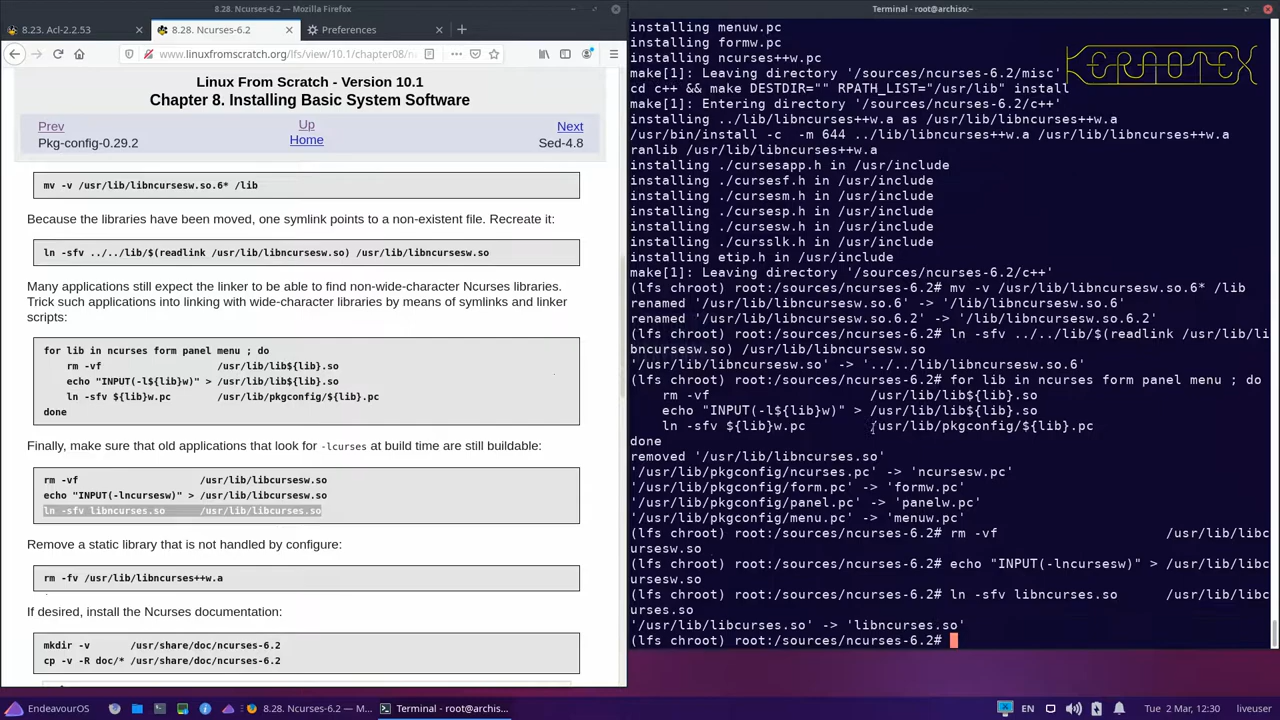 8.28. Ncurses-6.2 — Mozilla Firefox
8.23. Acl-2.2.53
8.28. Ncurses-6.2
Preferences
www.linuxfromscratch.org/lfs/view/10.1/chapter08/n
Linux From Scratch - Version 10.1
Chapter 8. Installing Basic System Software
Prev
Up
Next
Pkg-config-0.29.2
Home
Sed-4.8
mv -v /usr/lib/libncursesw.so.6* /lib
Because the libraries have been moved, one symlink points to a non-existent file. Recreate it:
ln -sfv ../../lib/$(readlink /usr/lib/libncursesw.so) /usr/lib/libncursesw.so
Many applications still expect the linker to be able to find non-wide-character Ncurses libraries.
Trick such applications into linking with wide-character libraries by means of symlinks and linker
scripts:
for lib in ncurses form panel menu ; do
rm -vf /usr/lib/lib${lib}.so
echo "INPUT(-l${lib}w)" > /usr/lib/lib${lib}.so
ln -sfv ${lib}w.pc /usr/lib/pkgconfig/${lib}.pc
done
Finally, make sure that old applications that look for -lcurses at build time are still buildable:
rm -vf /usr/lib/libcursesw.so
echo "INPUT(-lncursesw)" > /usr/lib/libcursesw.so
ln -sfv libncurses.so /usr/lib/libcurses.so
Remove a static library that is not handled by configure:
rm -fv /usr/lib/libncurses++w.a
If desired, install the Ncurses documentation:
mkdir -v /usr/share/doc/ncurses-6.2
cp -v -R doc/* /usr/share/doc/ncurses-6.2
Terminal - root@archiso:~
KERNOTEX
installing menuw.pc
installing formw.pc
installing ncurses++w.pc
make[1]: Leaving directory '/sources/ncurses-6.2/misc'
cd c++ && make DESTDIR="" RPATH_LIST="/usr/lib" install
make[1]: Entering directory '/sources/ncurses-6.2/c++'
installing ../lib/libncurses++w.a as /usr/lib/libncurses++w.a
/usr/bin/install -c -m 644 ../lib/libncurses++w.a /usr/lib/libncurses++w.a
ranlib /usr/lib/libncurses++w.a
installing ./cursesapp.h in /usr/include
installing ./cursesf.h in /usr/include
installing ./cursesm.h in /usr/include
installing ./cursesp.h in /usr/include
installing ./cursesw.h in /usr/include
installing ./cursslk.h in /usr/include
installing etip.h in /usr/include
make[1]: Leaving directory '/sources/ncurses-6.2/c++'
(lfs chroot) root:/sources/ncurses-6.2# mv -v /usr/lib/libncursesw.so.6* /lib
renamed '/usr/lib/libncursesw.so.6' -> '/lib/libncursesw.so.6'
renamed '/usr/lib/libncursesw.so.6.2' -> '/lib/libncursesw.so.6.2'
(lfs chroot) root:/sources/ncurses-6.2# ln -sfv ../../lib/$(readlink /usr/lib/li
bncursesw.so) /usr/lib/libncursesw.so
'/usr/lib/libncursesw.so' -> '../../lib/libncursesw.so.6'
(lfs chroot) root:/sources/ncurses-6.2# for lib in ncurses form panel menu ; do
rm -vf /usr/lib/lib${lib}.so
echo "INPUT(-l${lib}w)" > /usr/lib/lib${lib}.so
ln -sfv ${lib}w.pc /usr/lib/pkgconfig/${lib}.pc
done
removed '/usr/lib/libncurses.so'
'/usr/lib/pkgconfig/ncurses.pc' -> 'ncursesw.pc'
'/usr/lib/pkgconfig/form.pc' -> 'formw.pc'
'/usr/lib/pkgconfig/panel.pc' -> 'panelw.pc'
'/usr/lib/pkgconfig/menu.pc' -> 'menuw.pc'
(lfs chroot) root:/sources/ncurses-6.2# rm -vf /usr/lib/libc
ursesw.so
(lfs chroot) root:/sources/ncurses-6.2# echo "INPUT(-lncursesw)" > /usr/lib/libc
ursesw.so
(lfs chroot) root:/sources/ncurses-6.2# ln -sfv libncurses.so /usr/lib/libc
urses.so
'/usr/lib/libcurses.so' -> 'libncurses.so'
(lfs chroot) root:/sources/ncurses-6.2#
EndeavourOS
8.28. Ncurses-6.2 — M...
Terminal - root@archiso...
EN
Tue 2 Mar, 12:30
liveuser